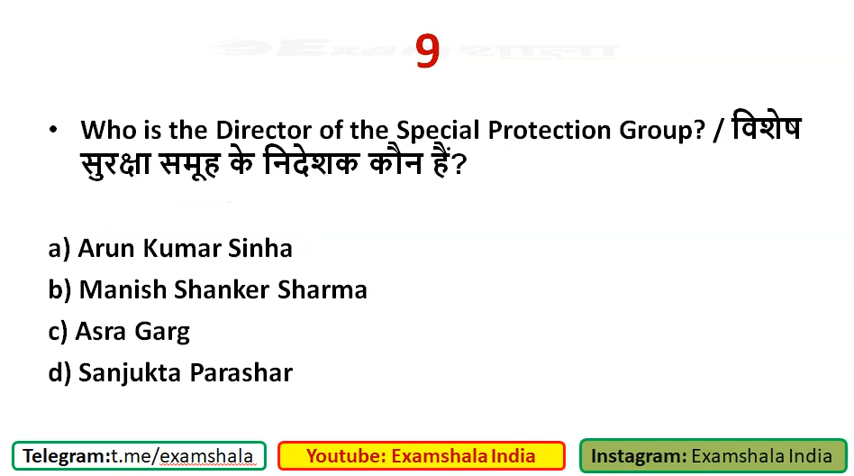 9
• Who is the Director of the Special Protection Group? / विशेष
सुरक्षा समूह के निदेशक कौन हैं?
a) Arun Kumar Sinha
b) Manish Shanker Sharma
c) Asra Garg
d) Sanjukta Parashar
Telegram:t.me/examshala
Youtube: Examshala India
Instagram: Examshala India